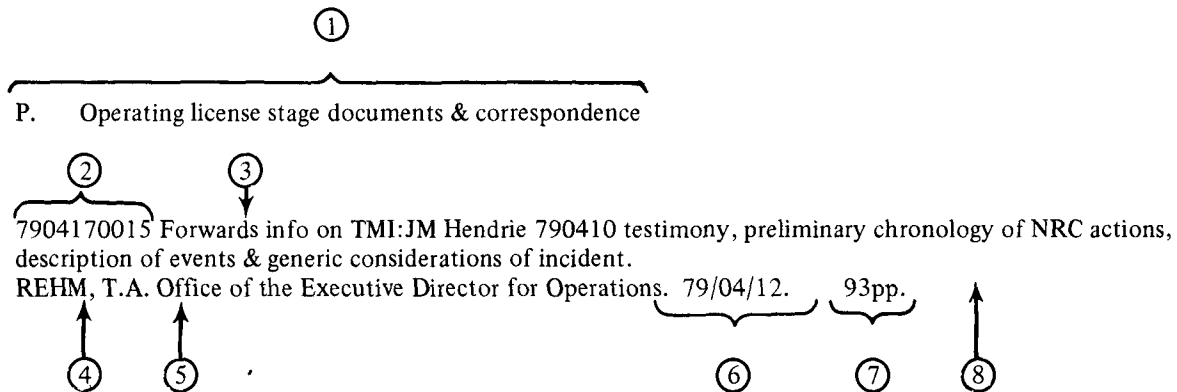 ①
P. Operating license stage documents & correspondence
② ③
7904170015 Forwards info on TMI:JM Hendrie 790410 testimony, preliminary chronology of NRC actions,
description of events & generic considerations of incident.
REHM, T.A. Office of the Executive Director for Operations. 79/04/12. 93pp.
④ ⑤ ⑥ ⑦ ⑧